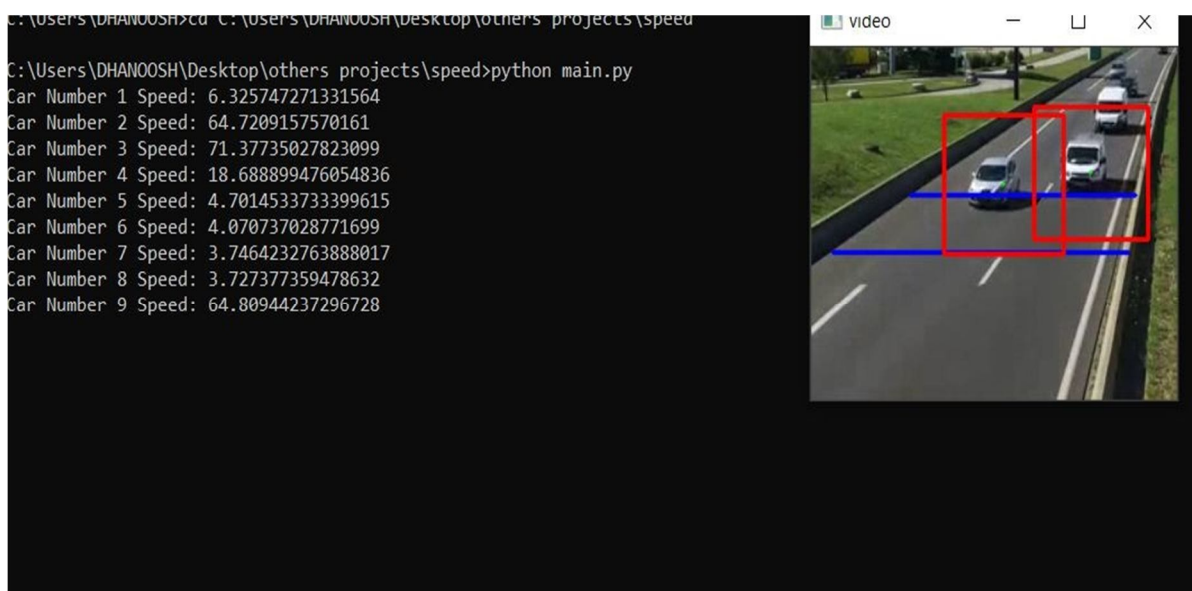 C:\Users\DHANOOSH>cd C:\Users\DHANOOSH\Desktop\others projects\speed
C:\Users\DHANOOSH\Desktop\others projects\speed>python main.py
Car Number 1 Speed: 6.325747271331564
Car Number 2 Speed: 64.7209157570161
Car Number 3 Speed: 71.37735027823099
Car Number 4 Speed: 18.688899476054836
Car Number 5 Speed: 4.7014533733399615
Car Number 6 Speed: 4.070737028771699
Car Number 7 Speed: 3.7464232763888017
Car Number 8 Speed: 3.727377359478632
Car Number 9 Speed: 64.80944237296728
video